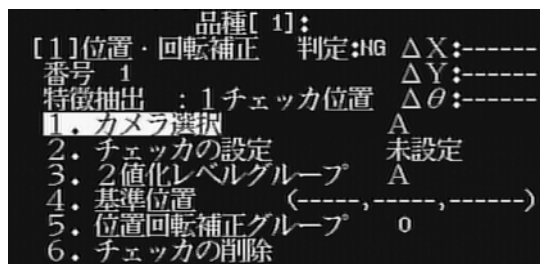 品種[ 1]:
[1]位置・回転補正 判定:NG ΔX:------
番号 1 ΔY:------
特徴抽出 :1チェッカ位置 Δθ:------
1. カメラ選択 A
2. チェッカの設定 未設定
3. 2値化レベルグループ A
4. 基準位置 (-----,-----,------)
5. 位置回転補正グループ 0
6. チェッカの削除